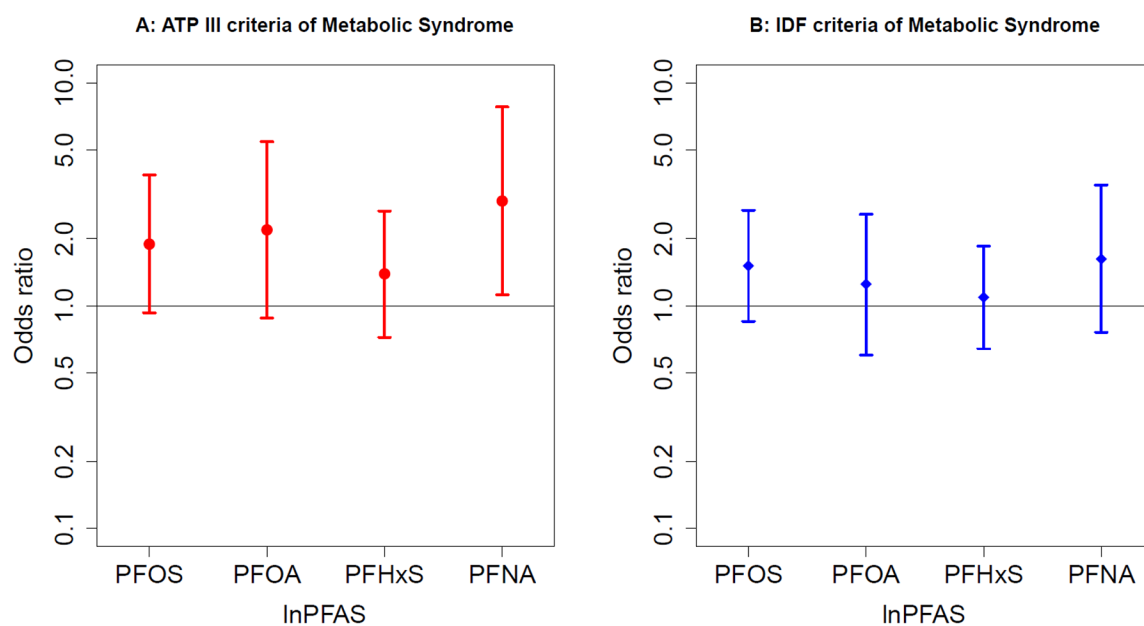 A: ATP III criteria of Metabolic Syndrome
Odds ratio
10.0
5.0
2.0
1.0
0.5
0.2
0.1
PFOS PFOA PFHxS PFNA
lnPFAS
B: IDF criteria of Metabolic Syndrome
Odds ratio
10.0
5.0
2.0
1.0
0.5
0.2
0.1
PFOS PFOA PFHxS PFNA
lnPFAS